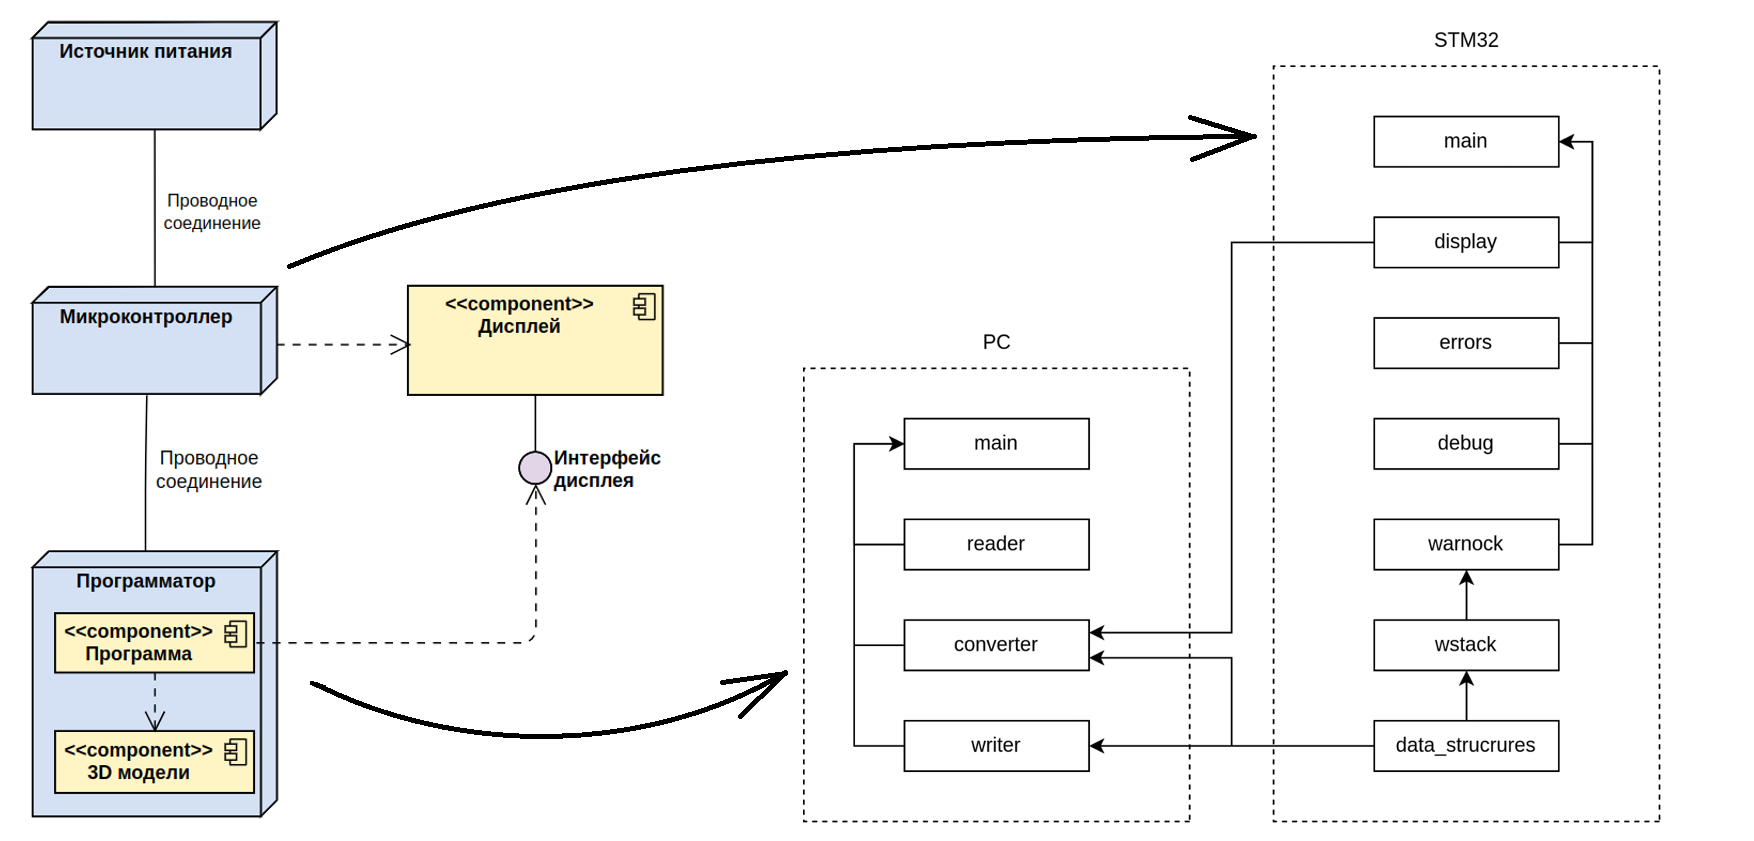 Источник питания
Проводное
соединение
Микроконтроллер
<<component>>
Дисплей
Интерфейс
дисплея
Проводное
соединение
Программатор
<<component>>
Программа
<<component>>
3D модели
PC
main
reader
converter
writer
STM32
main
display
errors
debug
warnock
wstack
data_strucrures